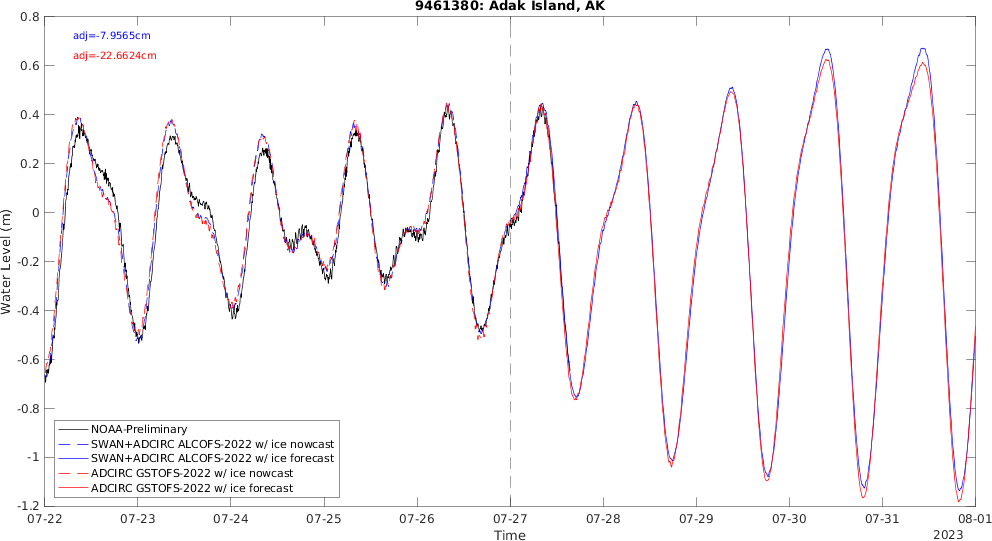 9461380: Adak Island, AK
0.8
adj=-7.9565cm
adj=-22.6624cm
0.6
0.4
0.2
0
-0.2
-0.4
-0.6
-0.8
-1
-1.2
Water Level (m)
NOAA-Preliminary
SWAN+ADCIRC ALCOFS-2022 w/ ice nowcast
SWAN+ADCIRC ALCOFS-2022 w/ ice forecast
ADCIRC GSTOFS-2022 w/ ice nowcast
ADCIRC GSTOFS-2022 w/ ice forecast
07-22 07-23 07-24 07-25 07-26 07-27 07-28 07-29 07-30 07-31 08-01
Time
2023